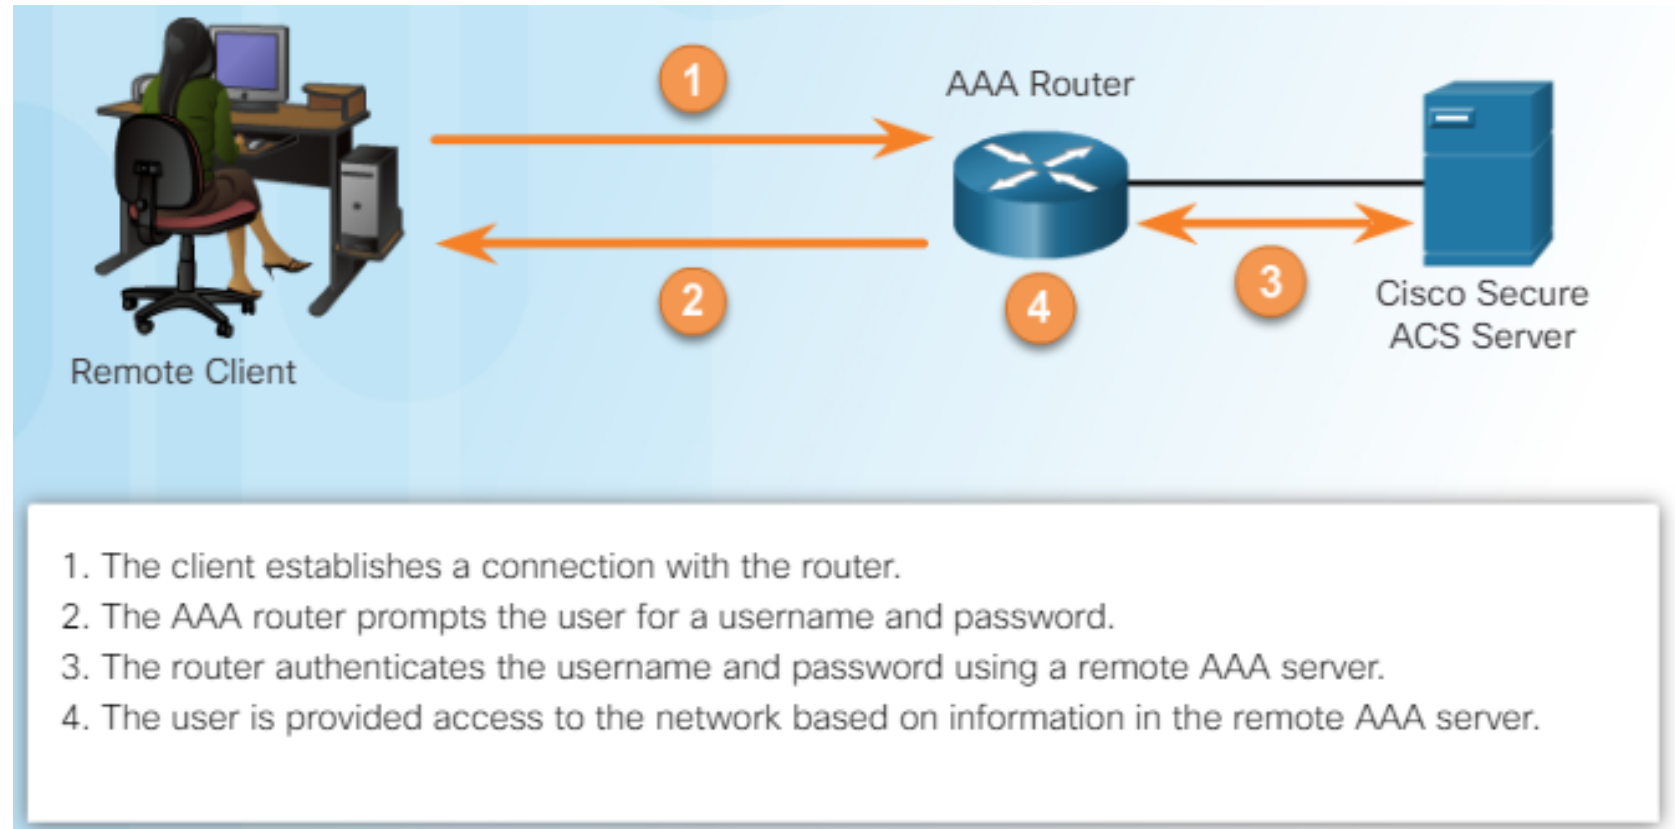 1
AAA Router
2
3
4
Cisco Secure
ACS Server
Remote Client
1. The client establishes a connection with the router.
2. The AAA router prompts the user for a username and password.
3. The router authenticates the username and password using a remote AAA server.
4. The user is provided access to the network based on information in the remote AAA server.